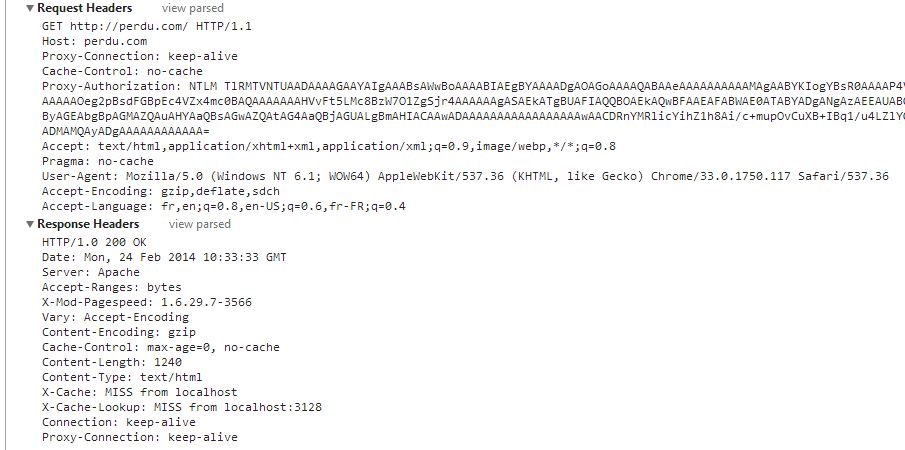 Request Headers view parsed
GET http://perdu.com/ HTTP/1.1
Host: perdu.com
Proxy-Connection: keep-alive
Cache-Control: no-cache
Proxy-Authorization: NTLM
Accept: text/html,application/xhtml+xml,application/xml;q=0.9,image/webp,*/*;q=0.8
Pragma: no-cache
User-Agent: Mozilla/5.0 (Windows NT 6.1; WOW64) AppleWebKit/537.36 (KHTML, like Gecko) Chrome/33.0.1750.117 Safari/537.36
Accept-Encoding: gzip,deflate,sdch
Accept-Language: fr,en;q=0.8,en-US;q=0.6,fr-FR;q=0.4
Response Headers view parsed
HTTP/1.0 200 OK
Date: Mon, 24 Feb 2014 10:33:33 GMT
Server: Apache
Accept-Ranges: bytes
X-Mod-Pagespeed: 1.6.29.7-3566
Vary: Accept-Encoding
Content-Encoding: gzip
Cache-Control: max-age=0, no-cache
Content-Length: 1240
Content-Type: text/html
X-Cache: MISS from localhost
X-Cache-Lookup: MISS from localhost:3128
Connection: keep-alive
Proxy-Connection: keep-alive